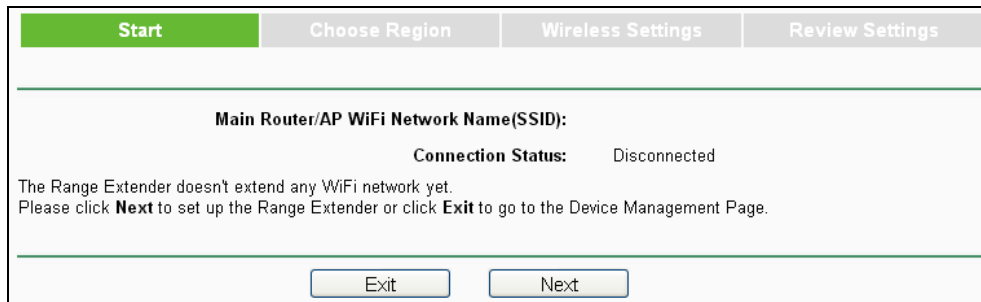 Start Choose Region Wireless Settings Review Settings
Main Router/AP WiFi Network Name(SSID):
Connection Status: Disconnected
The Range Extender doesn't extend any WiFi network yet.
Please click Next to set up the Range Extender or click Exit to go to the Device Management Page.
Exit Next